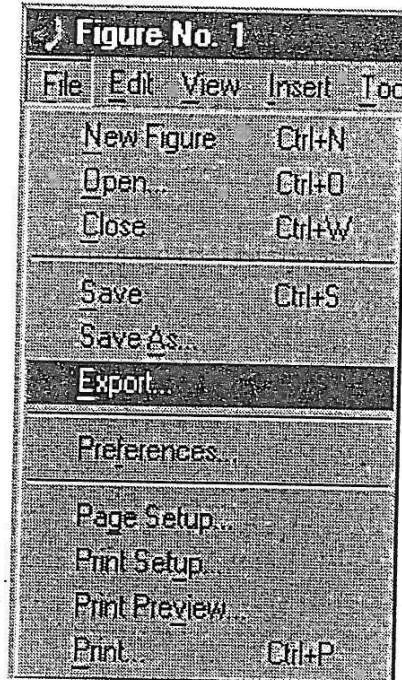 Figure No. 1
File Edit View Insert Too
New Figure Ctrl+N
Open... Ctrl+O
Close Ctrl+W
Save Ctrl+S
Save As...
Export...
Preferences...
Page Setup...
Print Setup...
Print Preview...
Print... Ctrl+P